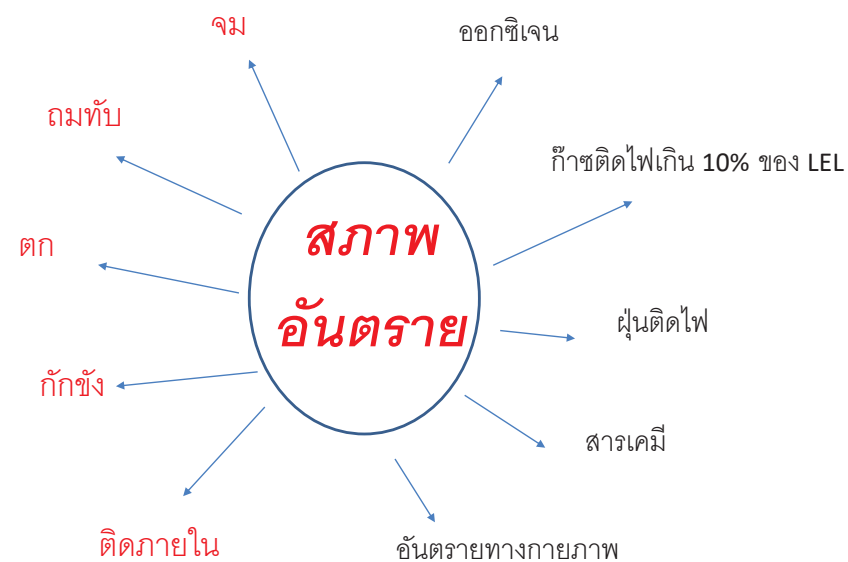 จม
ออกซิเจน
ถมทับ
ก๊าซติดไฟเกิน 10% ของ LEL
สภาพ
ตก
อันตราย
ฝุ่นติดไฟ
กักขัง
สารเคมี
ติดภายใน
อันตรายทางกายภาพ